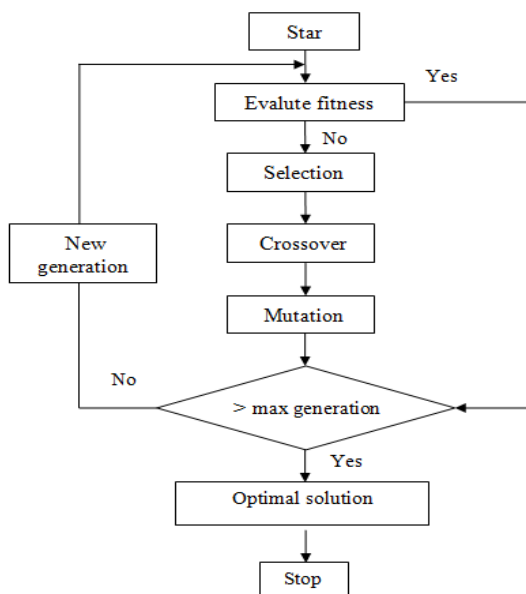 Star
Yes
Evalute fitness
No
Selection
Crossover
New
generation
Mutation
No
> max generation
Yes
Optimal solution
Stop